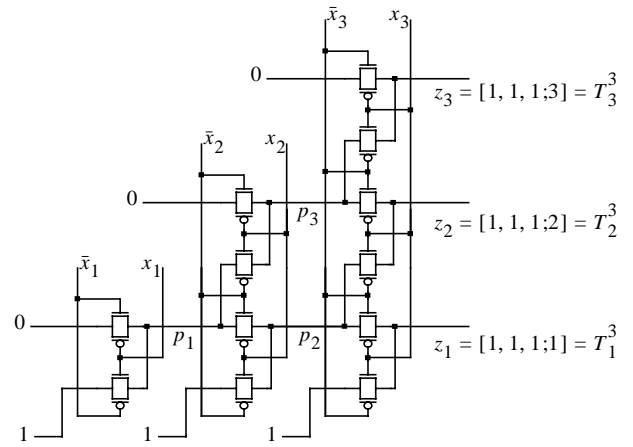 x̄₃ x₃
0
z₃ = [1, 1, 1;3] = T₃³
x̄₂ x₂
0
p₃
z₂ = [1, 1, 1;2] = T₂³
x̄₁ x₁
0
p₁ p₂
z₁ = [1, 1, 1;1] = T₁³
1 1 1